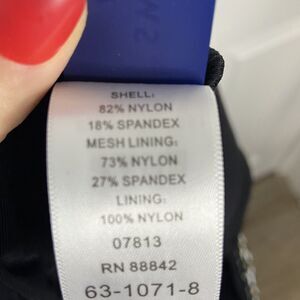 SHELL:
82% NYLON
18% SPANDEX
MESH LINING:
73% NYLON
27% SPANDEX
LINING:
100% NYLON
07813
RN 88842
63-1071-8